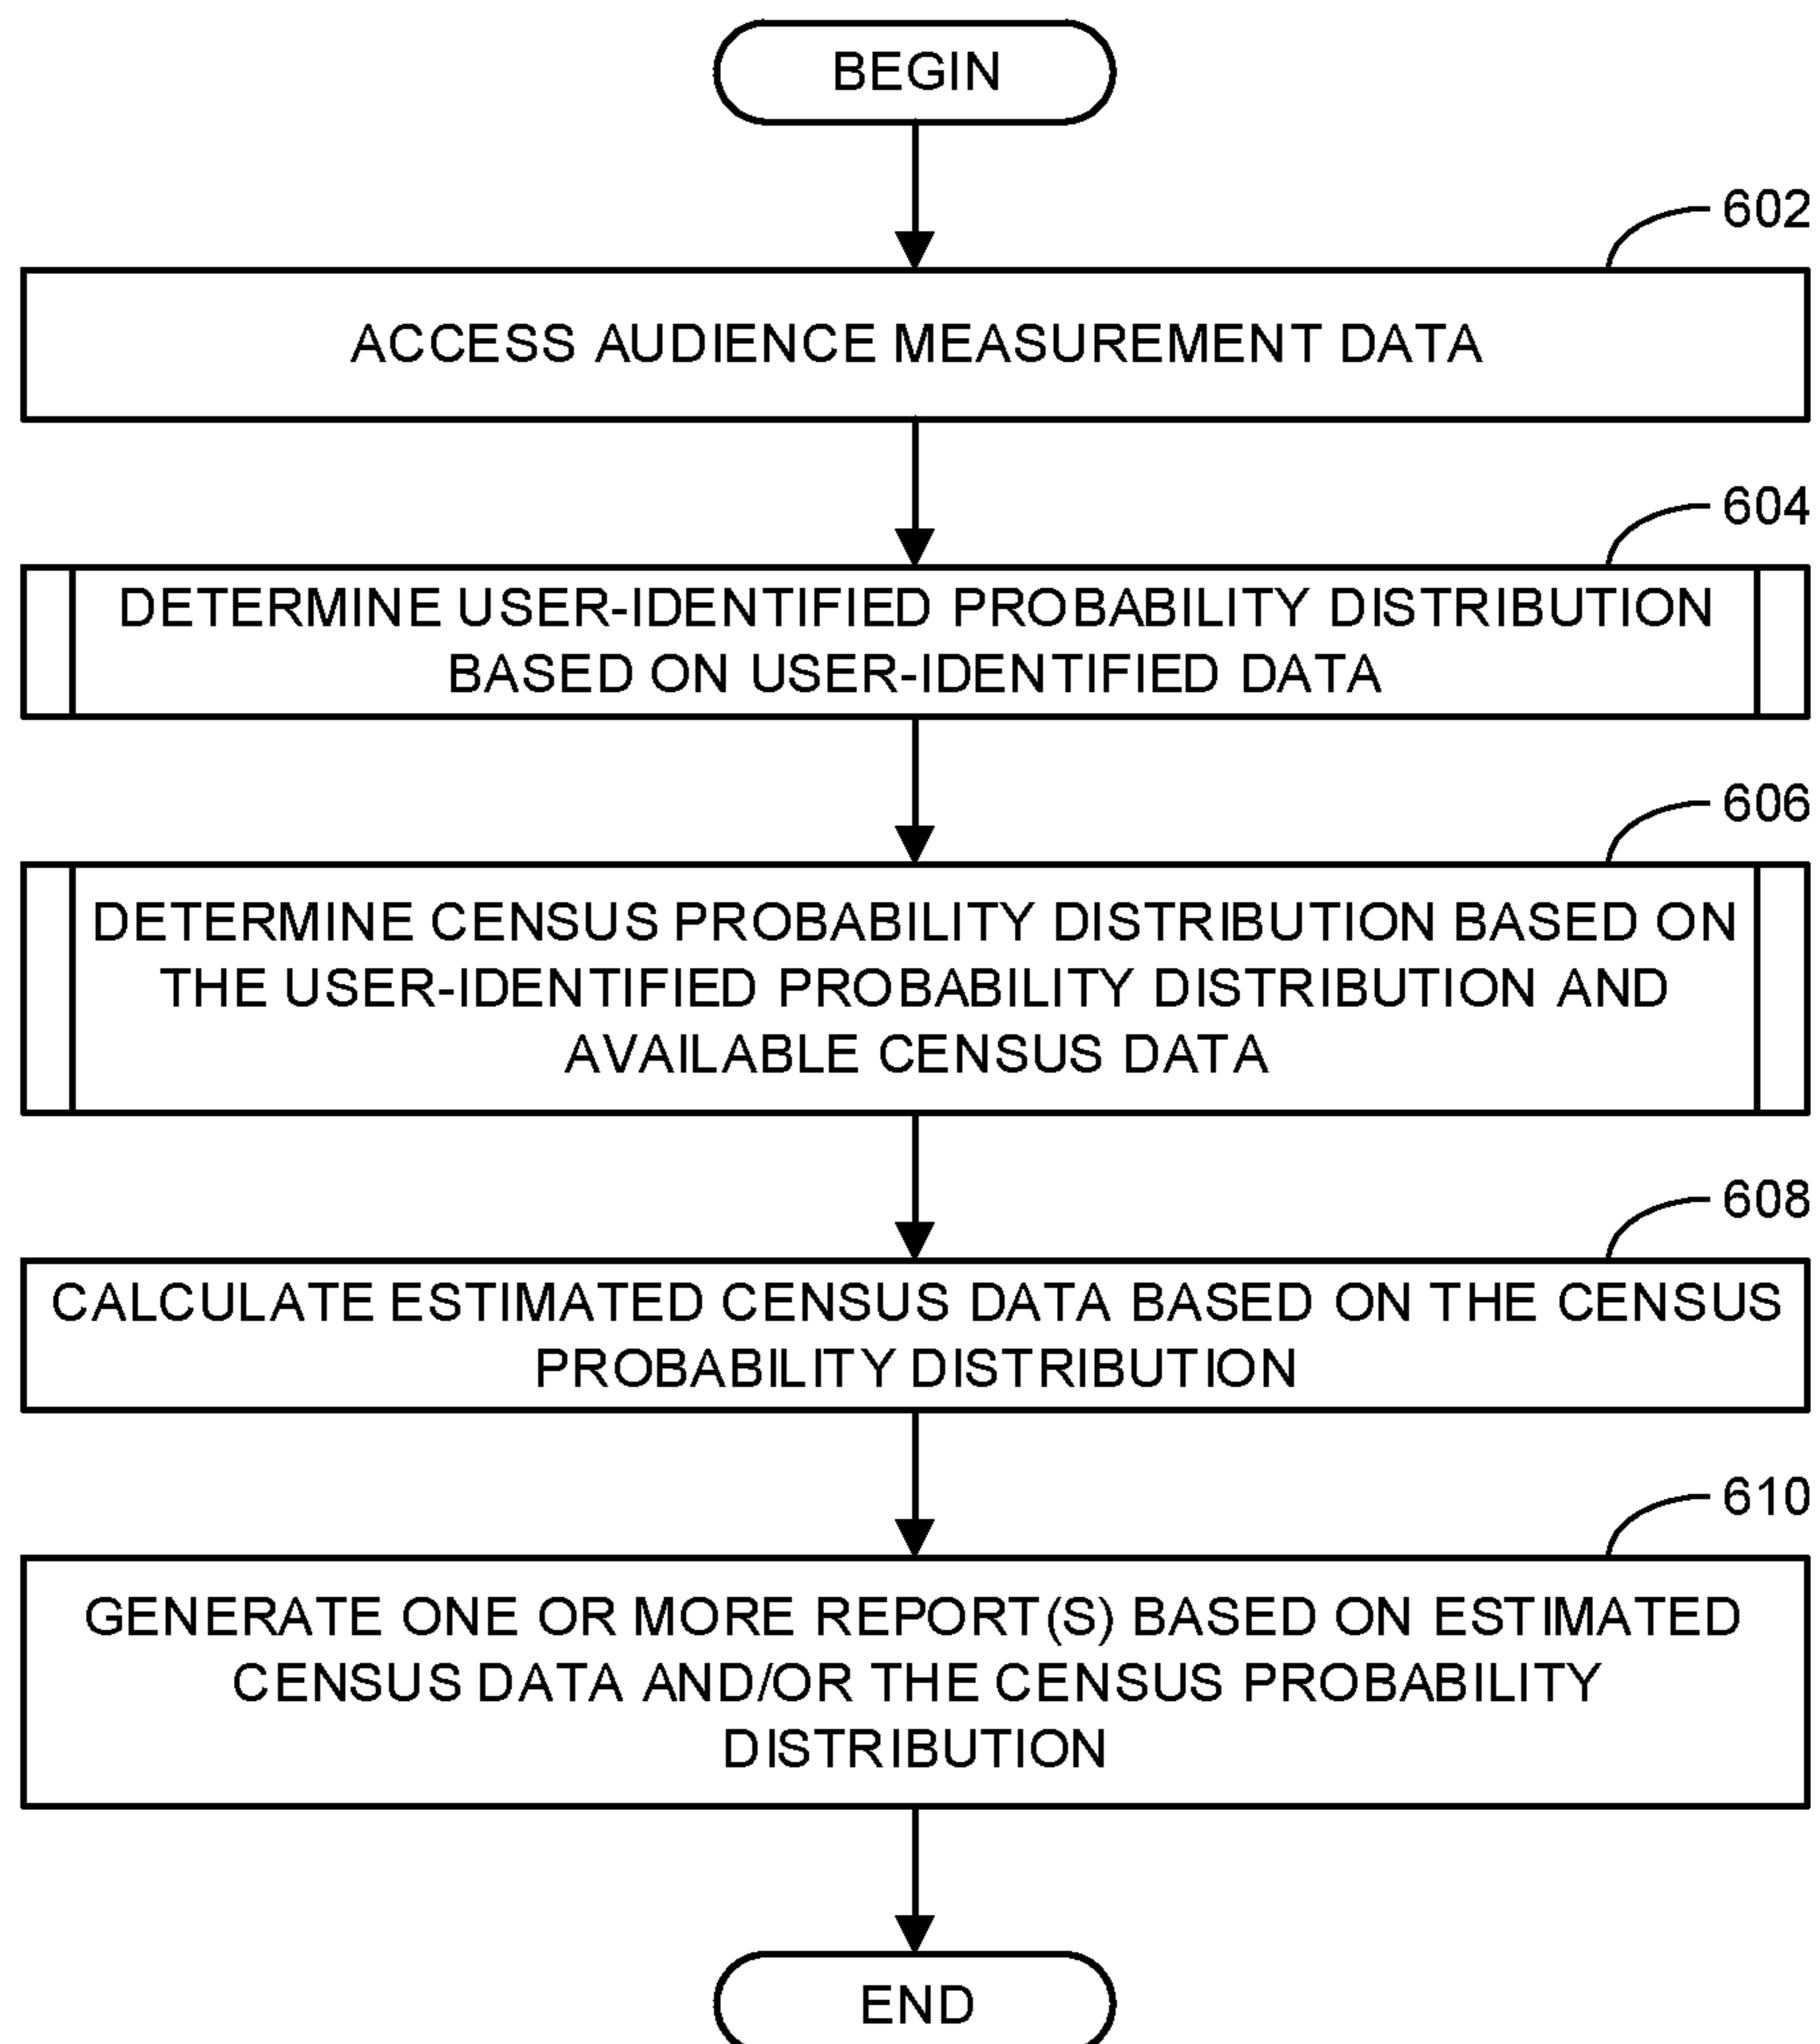 BEGIN
602
ACCESS AUDIENCE MEASUREMENT DATA
604
DETERMINE USER-IDENTIFIED PROBABILITY DISTRIBUTION
BASED ON USER-IDENTIFIED DATA
606
DETERMINE CENSUS PROBABILITY DISTRIBUTION BASED ON
THE USER-IDENTIFIED PROBABILITY DISTRIBUTION AND
AVAILABLE CENSUS DATA
608
CALCULATE ESTIMATED CENSUS DATA BASED ON THE CENSUS
PROBABILITY DISTRIBUTION
610
GENERATE ONE OR MORE REPORT(S) BASED ON ESTIMATED
CENSUS DATA AND/OR THE CENSUS PROBABILITY
DISTRIBUTION
END